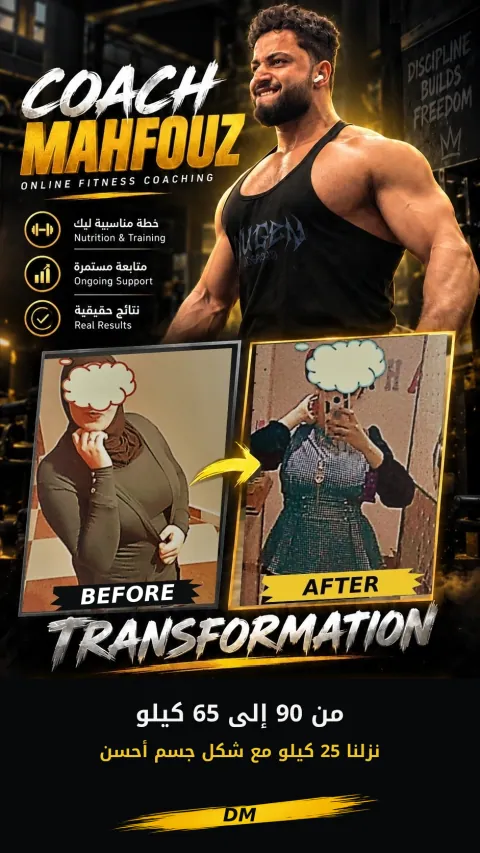 COACH
MAHFOUZ
ONLINE FITNESS COACHING
DISCIPLINE
BUILDS
FREEDOM
خطة مناسبية ليك
Nutrition & Training
متابعة مستمرة
Ongoing Support
نتائج حقيقية
Real Results
BEFORE
AFTER
TRANSFORMATION
من 90 إلى 65 كيلو
نزلنا 25 كيلو مع شكل جسم أحسن
DM